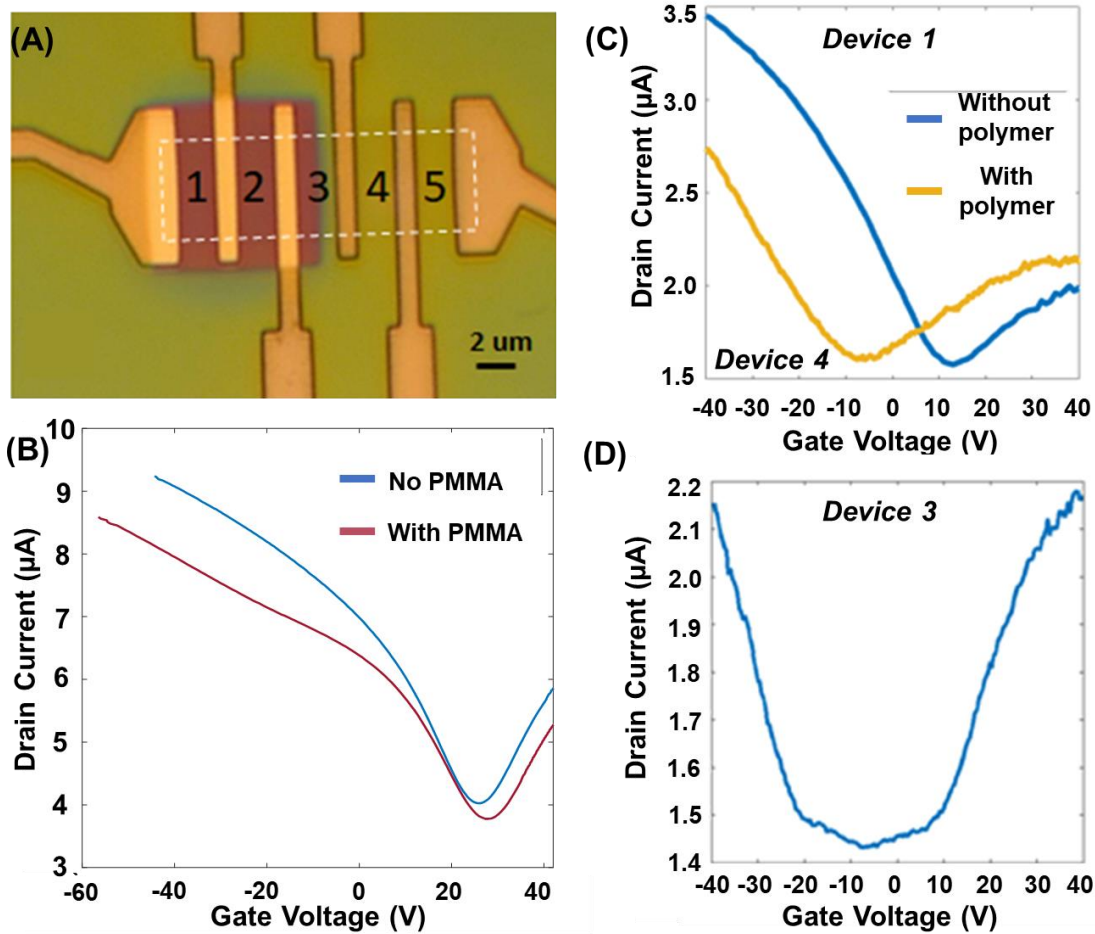 (A)
1 2 3 4 5
2 um
(B)
10
9
8
7
6
5
4
3
-60 -40 -20 0 20 40
Gate Voltage (V)
Drain Current (µA)
No PMMA
With PMMA
(C)
3.5
3.0
2.5
2.0
1.5
-40 -30 -20 -10 0 10 20 30 40
Gate Voltage (V)
Drain Current (µA)
Device 1
Without
polymer
With
polymer
Device 4
(D)
2.2
2.1
2.0
1.9
1.8
1.7
1.6
1.5
1.4
-40 -30 -20 -10 0 10 20 30 40
Gate Voltage (V)
Drain Current (µA)
Device 3